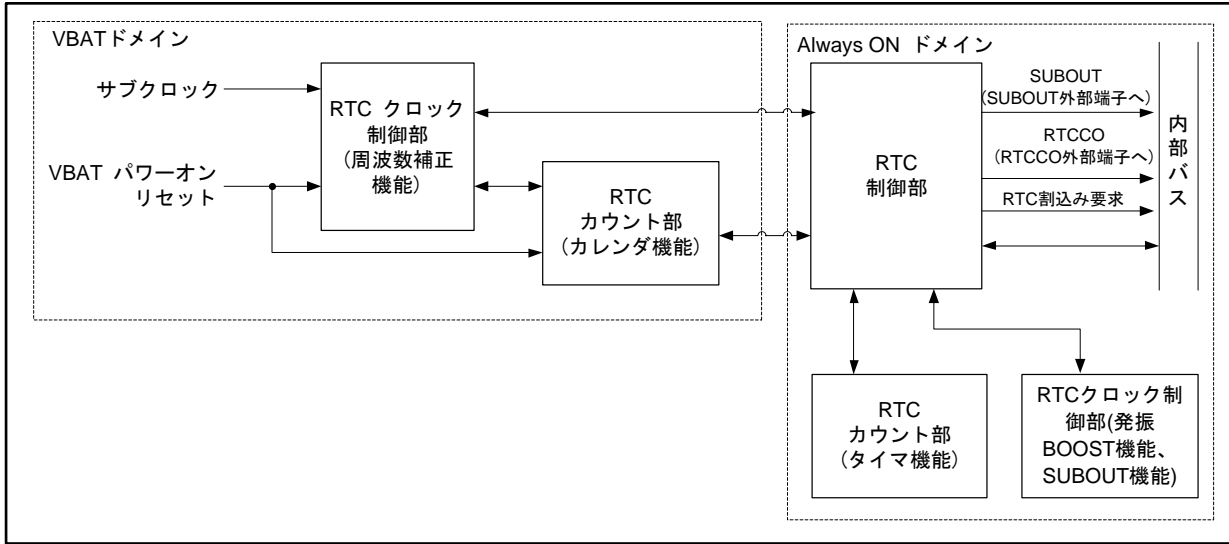 VBATドメイン
サブクロック
VBAT パワーオン
リセット
RTC クロック
制御部
(周波数補正
機能)
RTC
カウント部
(カレンダ機能)
Always ON ドメイン
RTC
制御部
SUBOUT
(SUBOUT外部端子へ)
RTCCO
(RTCCO外部端子へ)
RTC割込み要求
内部バス
RTC
カウント部
(タイマ機能)
RTCクロック制
御部(発振
BOOST機能、
SUBOUT機能)